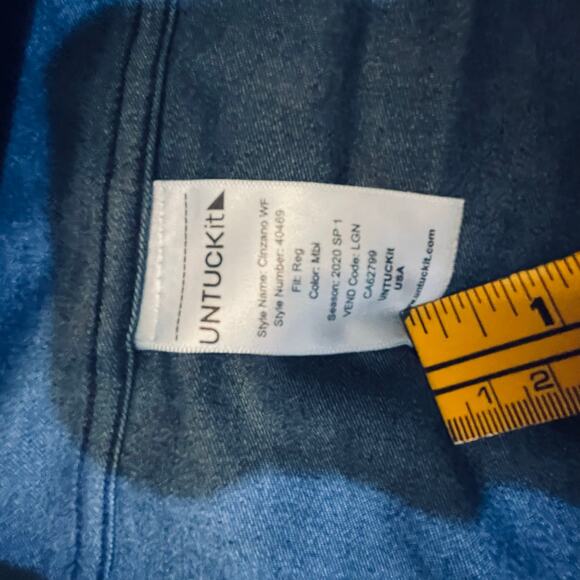 UNTUCKit
Style Name: Cinzano WF
Style Number: 40469
Fit: Reg
Color: Mbl
Season: 2020 SP 1
VEND Code: LGN
CA62799
UNTUCKit
USA
www.untuckit.com
1
1 2